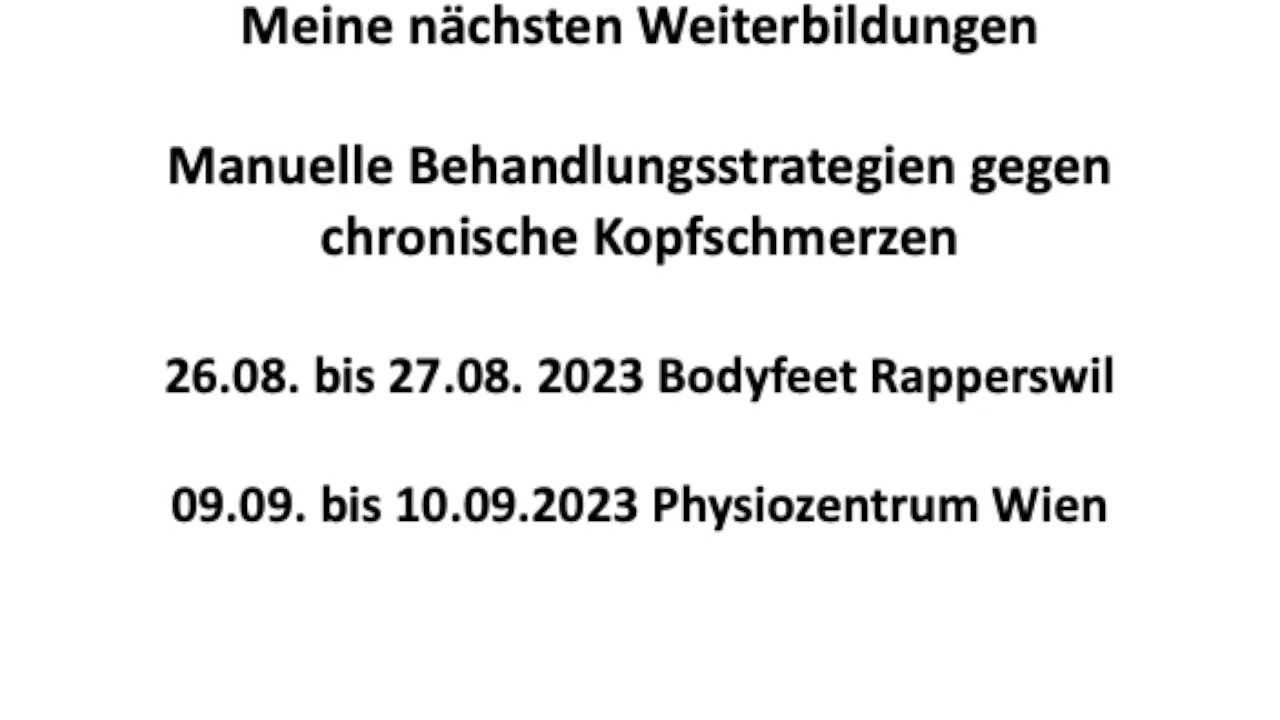 Meine nächsten Weiterbildungen
Manuelle Behandlungsstrategien gegen
chronische Kopfschmerzen
26.08. bis 27.08. 2023 Bodyfeet Rapperswil
09.09. bis 10.09.2023 Physiozentrum Wien